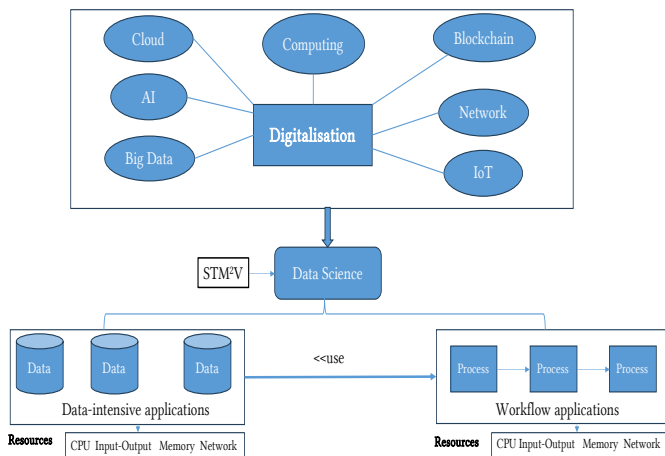 Cloud
Computing
Blockchain
AI
Digitalisation
Network
Big Data
IoT
STM²V
Data Science
Data
Data
Data
Data-intensive applications
<<use
Process
Process
Process
Workflow applications
Resources
CPU Input-Output Memory Network
Resources
CPU Input-Output Memory Network